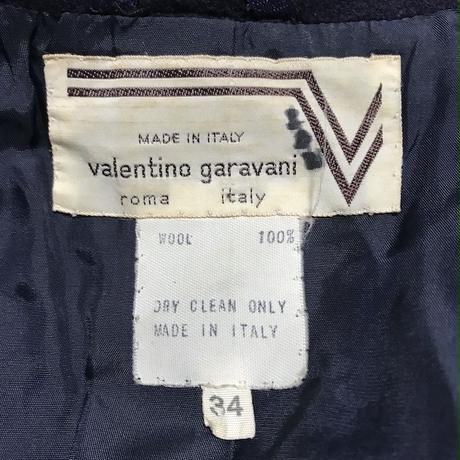 MADE IN ITALY
valentino garavani
roma italy
WOOL 100%
DRY CLEAN ONLY
MADE IN ITALY
34